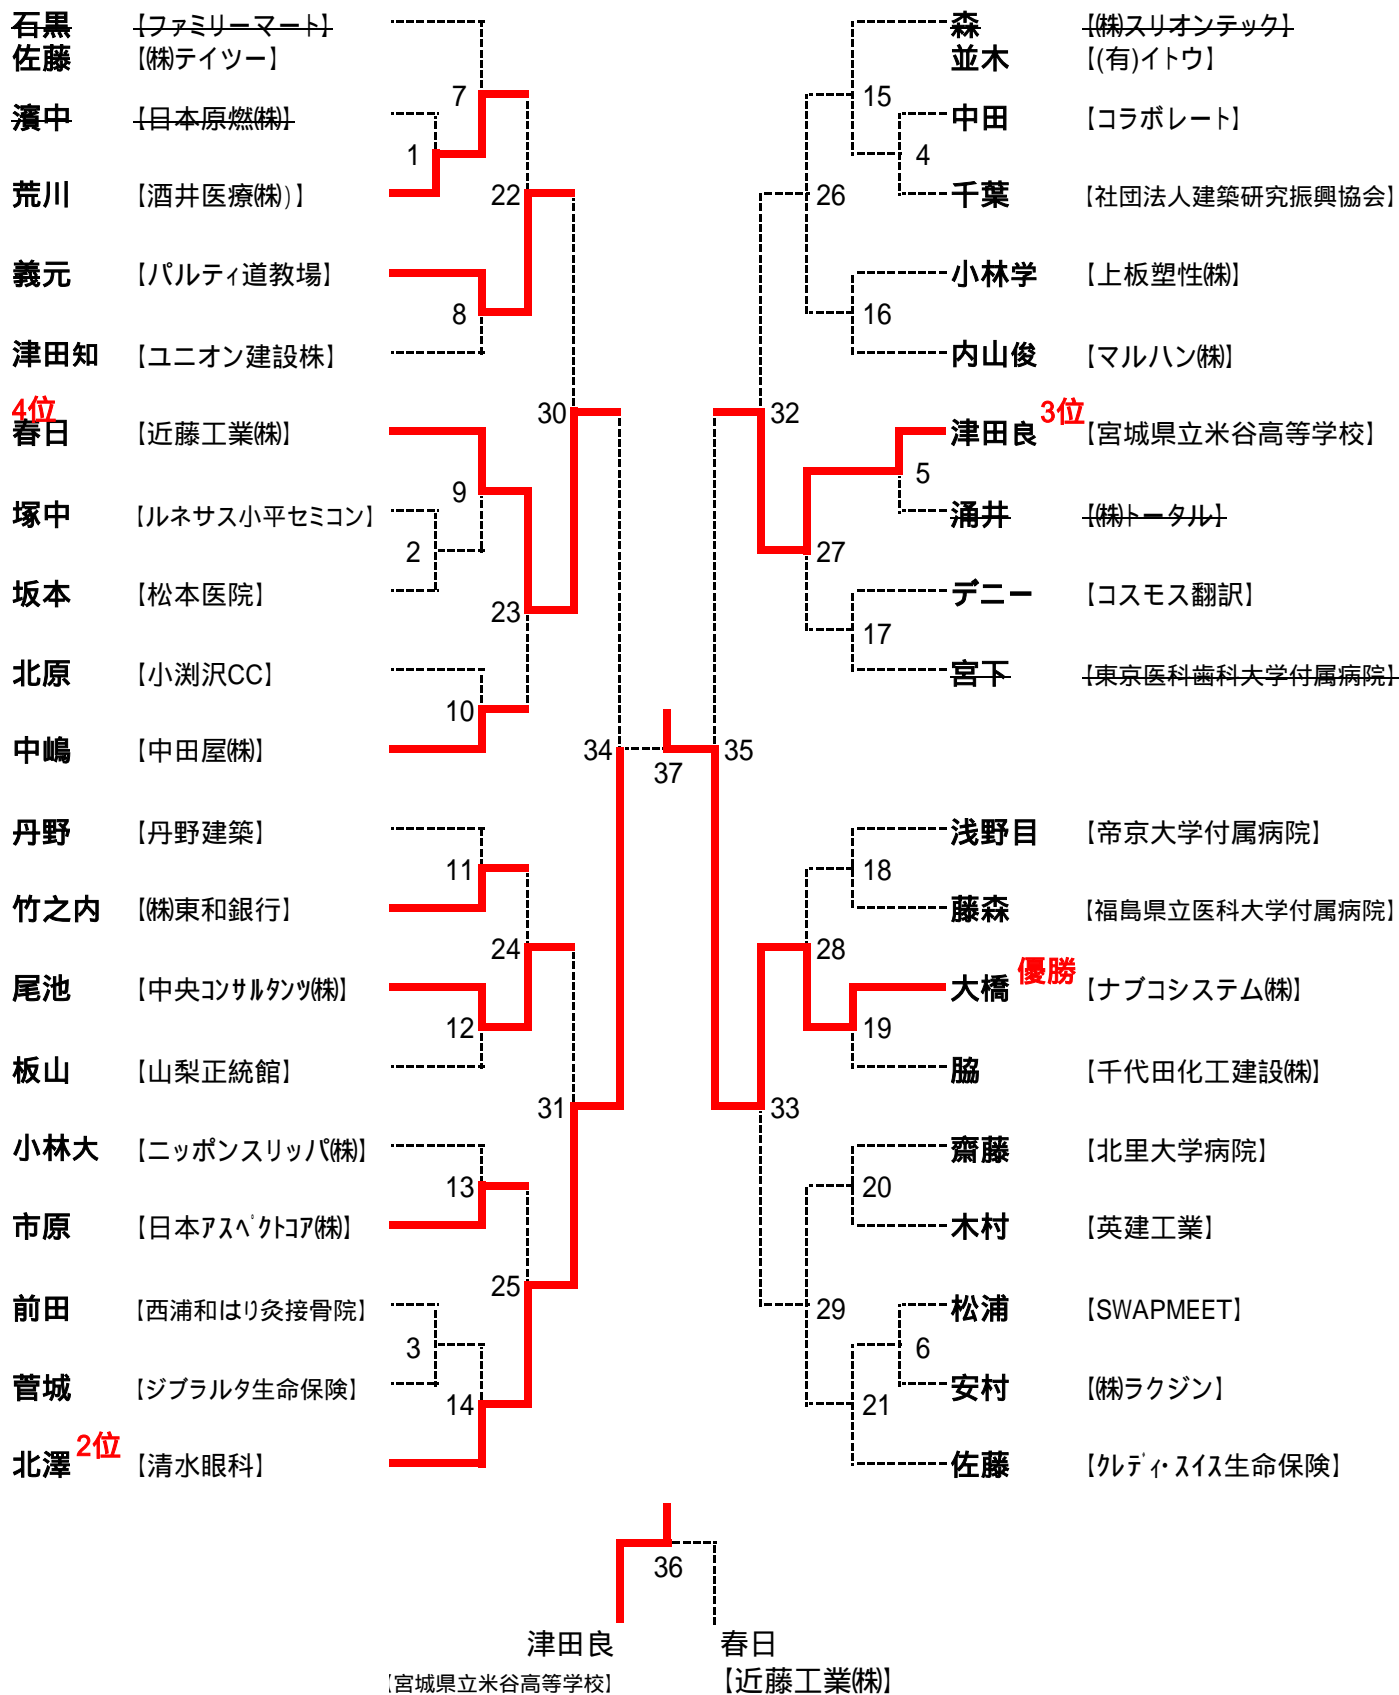 石黒 【ファミリーマート】
佐藤 【㈱テイツー】
濱中 【日本原燃㈱】
荒川 【酒井医療㈱)】
義元 【パルティ道教場】
津田知 【ユニオン建設株】
4位
春日 【近藤工業㈱】
塚中 【ルネサス小平セミコン】
坂本 【松本医院】
北原 【小渕沢CC】
中嶋 【中田屋㈱】
丹野 【丹野建築】
竹之内 【㈱東和銀行】
尾池 【中央ｺﾝｻﾙﾀﾝﾂ㈱】
板山 【山梨正統館】
小林大 【ニッポンスリッパ㈱】
市原 【日本ｱｽﾍﾟｸﾄｺｱ㈱】
前田 【西浦和はり灸接骨院】
菅城 【ジブラルタ生命保険】
北澤 2位 【清水眼科】
1
2
3
7
8
9
10
11
12
13
14
22
23
24
25
30
31
34
37
35
32
33
26
27
28
29
15
16
17
18
19
20
21
4
5
6
森 【㈱スリオンテック】
並木 【(有)イトウ】
中田 【コラボレート】
千葉 【社団法人建築研究振興協会】
小林学 【上板塑性㈱】
内山俊 【マルハン㈱】
津田良 3位 【宮城県立米谷高等学校】
涌井 【㈱トータル】
デニー 【コスモス翻訳】
宮下 【東京医科歯科大学付属病院】
浅野目 【帝京大学付属病院】
藤森 【福島県立医科大学付属病院】
大橋 優勝 【ナブコシステム㈱】
脇 【千代田化工建設㈱】
齋藤 【北里大学病院】
木村 【英建工業】
松浦 【SWAPMEET】
安村 【㈱ラクジン】
佐藤 【ｸﾚﾃﾞｨ･ｽｲｽ生命保険】
36
津田良 春日
【宮城県立米谷高等学校】 【近藤工業㈱】